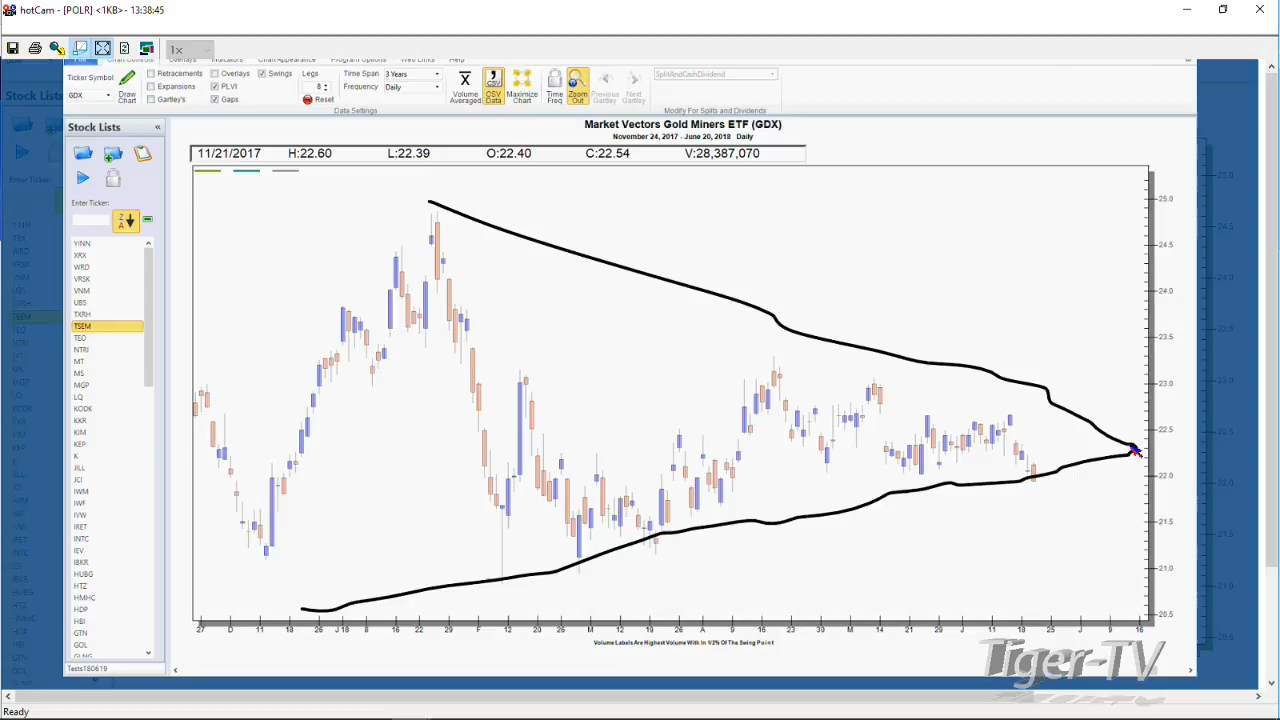 hotCam - [POLR] <1KB> - 13:38:45
1x
Ticker Symbol
GDX
Draw Chart
Retracements
Expansions
Gartley's
Overlays
PLVI
Gaps
Swings
Legs
8
Reset
Time Span 3 Years
Frequency Daily
Data Settings
Volume Averaged
CSV Data
Maximize Chart
Time Freq
Zoom Out
Previous Gartley
Next Gartley
SplitAndCashDividend
Modify For Splits and Dividends
Stock Lists «
Market Vectors Gold Miners ETF (GDX)
November 24, 2017 - June 20, 2018 Daily
11/21/2017 H:22.60 L:22.39 O:22.40 C:22.54 V:28,387,070
Enter Ticker:
YINN
XRX
WRD
VRSK
VNM
UBS
TXRH
TSEM
TEO
NTRI
MT
MS
MGP
LQ
KODK
KKR
KIM
KEP
K
JILL
JCI
IWM
IWF
IVW
IRET
INTC
IEV
IBKR
HUBG
HTZ
HMHC
HDP
HBI
GTN
GOL
GLNG
Tests180619
25.0
24.5
24.0
23.5
23.0
22.5
22.0
21.5
21.0
20.5
27 D 11 18 26 J 18 8 16 22 29 F 12 20 26 M 12 19 26 A 9 16 23 30 M 14 21 29 J 11 18 25 J 9 16
Volume Labels Are Highest Volume With In 1/2% Of The Swing Point
Tiger-TV
Ready